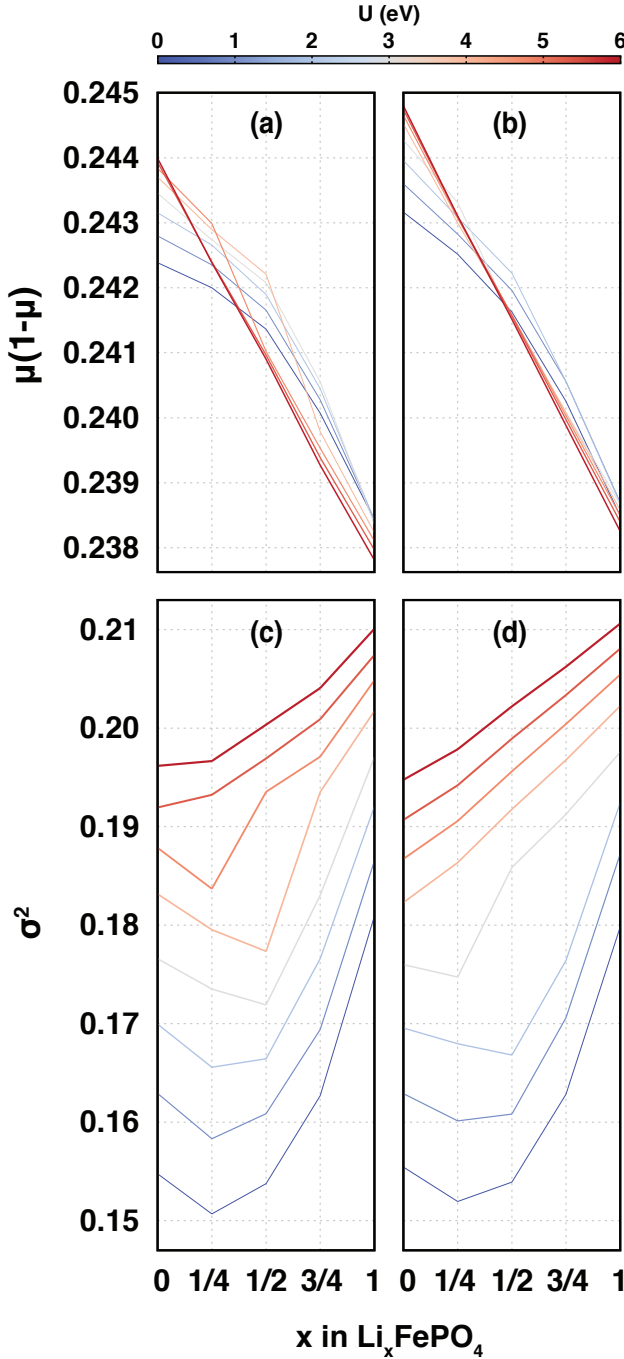 U (eV)
0 1 2 3 4 5 6
(a) (b)
0.245
0.244
0.243
0.242
0.241
0.240
0.239
0.238
μ(1-μ)
(c) (d)
0.21
0.20
0.19
0.18
0.17
0.16
0.15
σ²
0 1/4 1/2 3/4 1 0 1/4 1/2 3/4 1
x in LiₓFePO₄